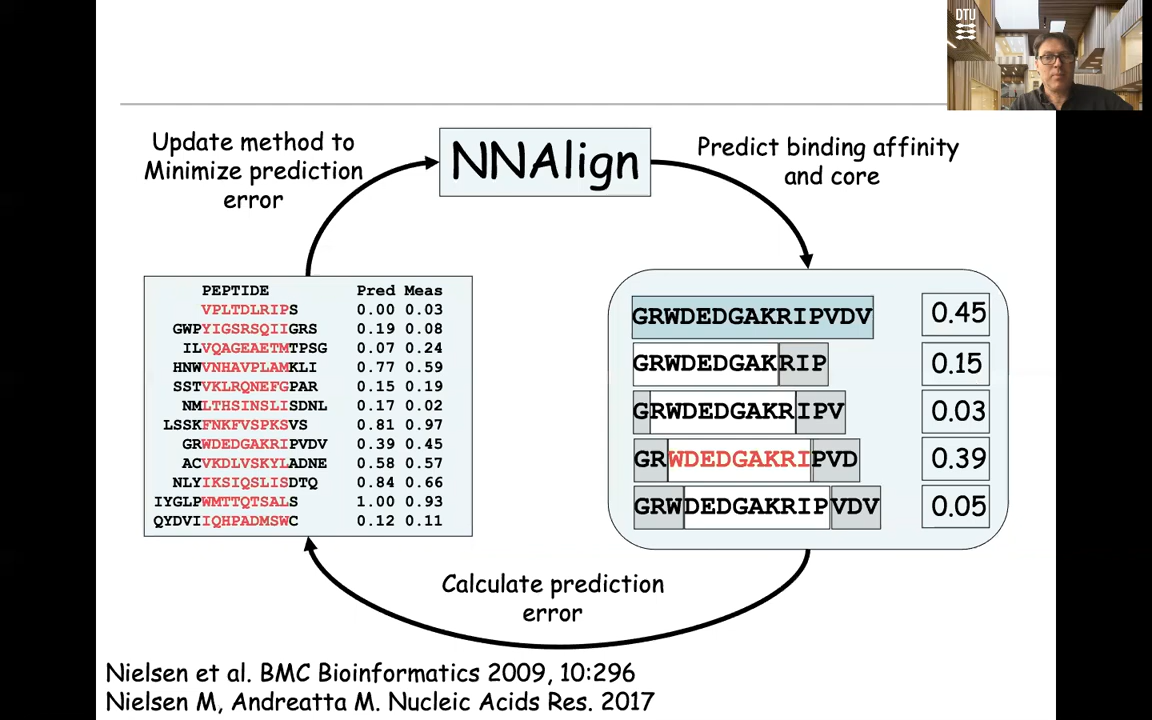 DTU
Update method to
Minimize prediction
error
NNAlign
Predict binding affinity
and core
PEPTIDE Pred Meas
VPLTDLRIPS 0.00 0.03
GWPYIGSRSQIIGRS 0.19 0.08
ILVQAGEAETMTPSG 0.07 0.24
HNWVNHAVPLAMKLI 0.77 0.59
SSTVKLRQNEFGPAR 0.15 0.19
NMLTHSINSLISDNL 0.17 0.02
LSSKFNKFVSPKSVS 0.81 0.97
GRWDEDGAKRIPVDV 0.39 0.45
ACVKDLVSKYLADNE 0.58 0.57
NLYIKSIQSLISDTQ 0.84 0.66
IYGLPWMTTQTSALS 1.00 0.93
QYDVIIQHPADMSWC 0.12 0.11
GRWDEDGAKRIPVDV 0.45
GRWDEDGAKRIP 0.15
GRWDEDGAKRIPV 0.03
GRWDEDGAKRIPVD 0.39
GRWDEDGAKRIPVDV 0.05
Calculate prediction
error
Nielsen et al. BMC Bioinformatics 2009, 10:296
Nielsen M, Andreatta M. Nucleic Acids Res. 2017